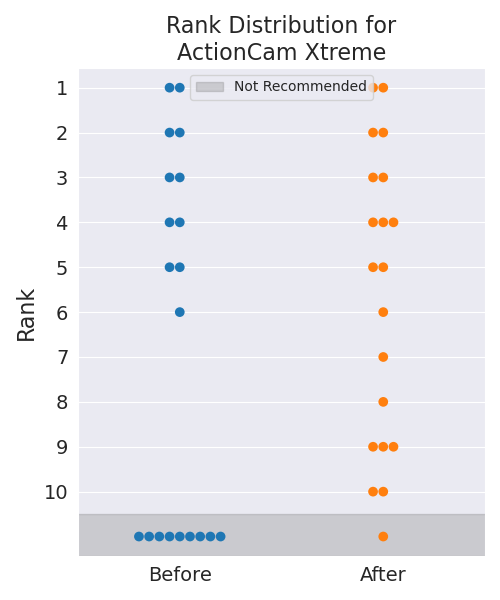 Rank Distribution for
ActionCam Xtreme
Not Recommended
1
2
3
4
5
6
7
8
9
10
Rank
Before
After